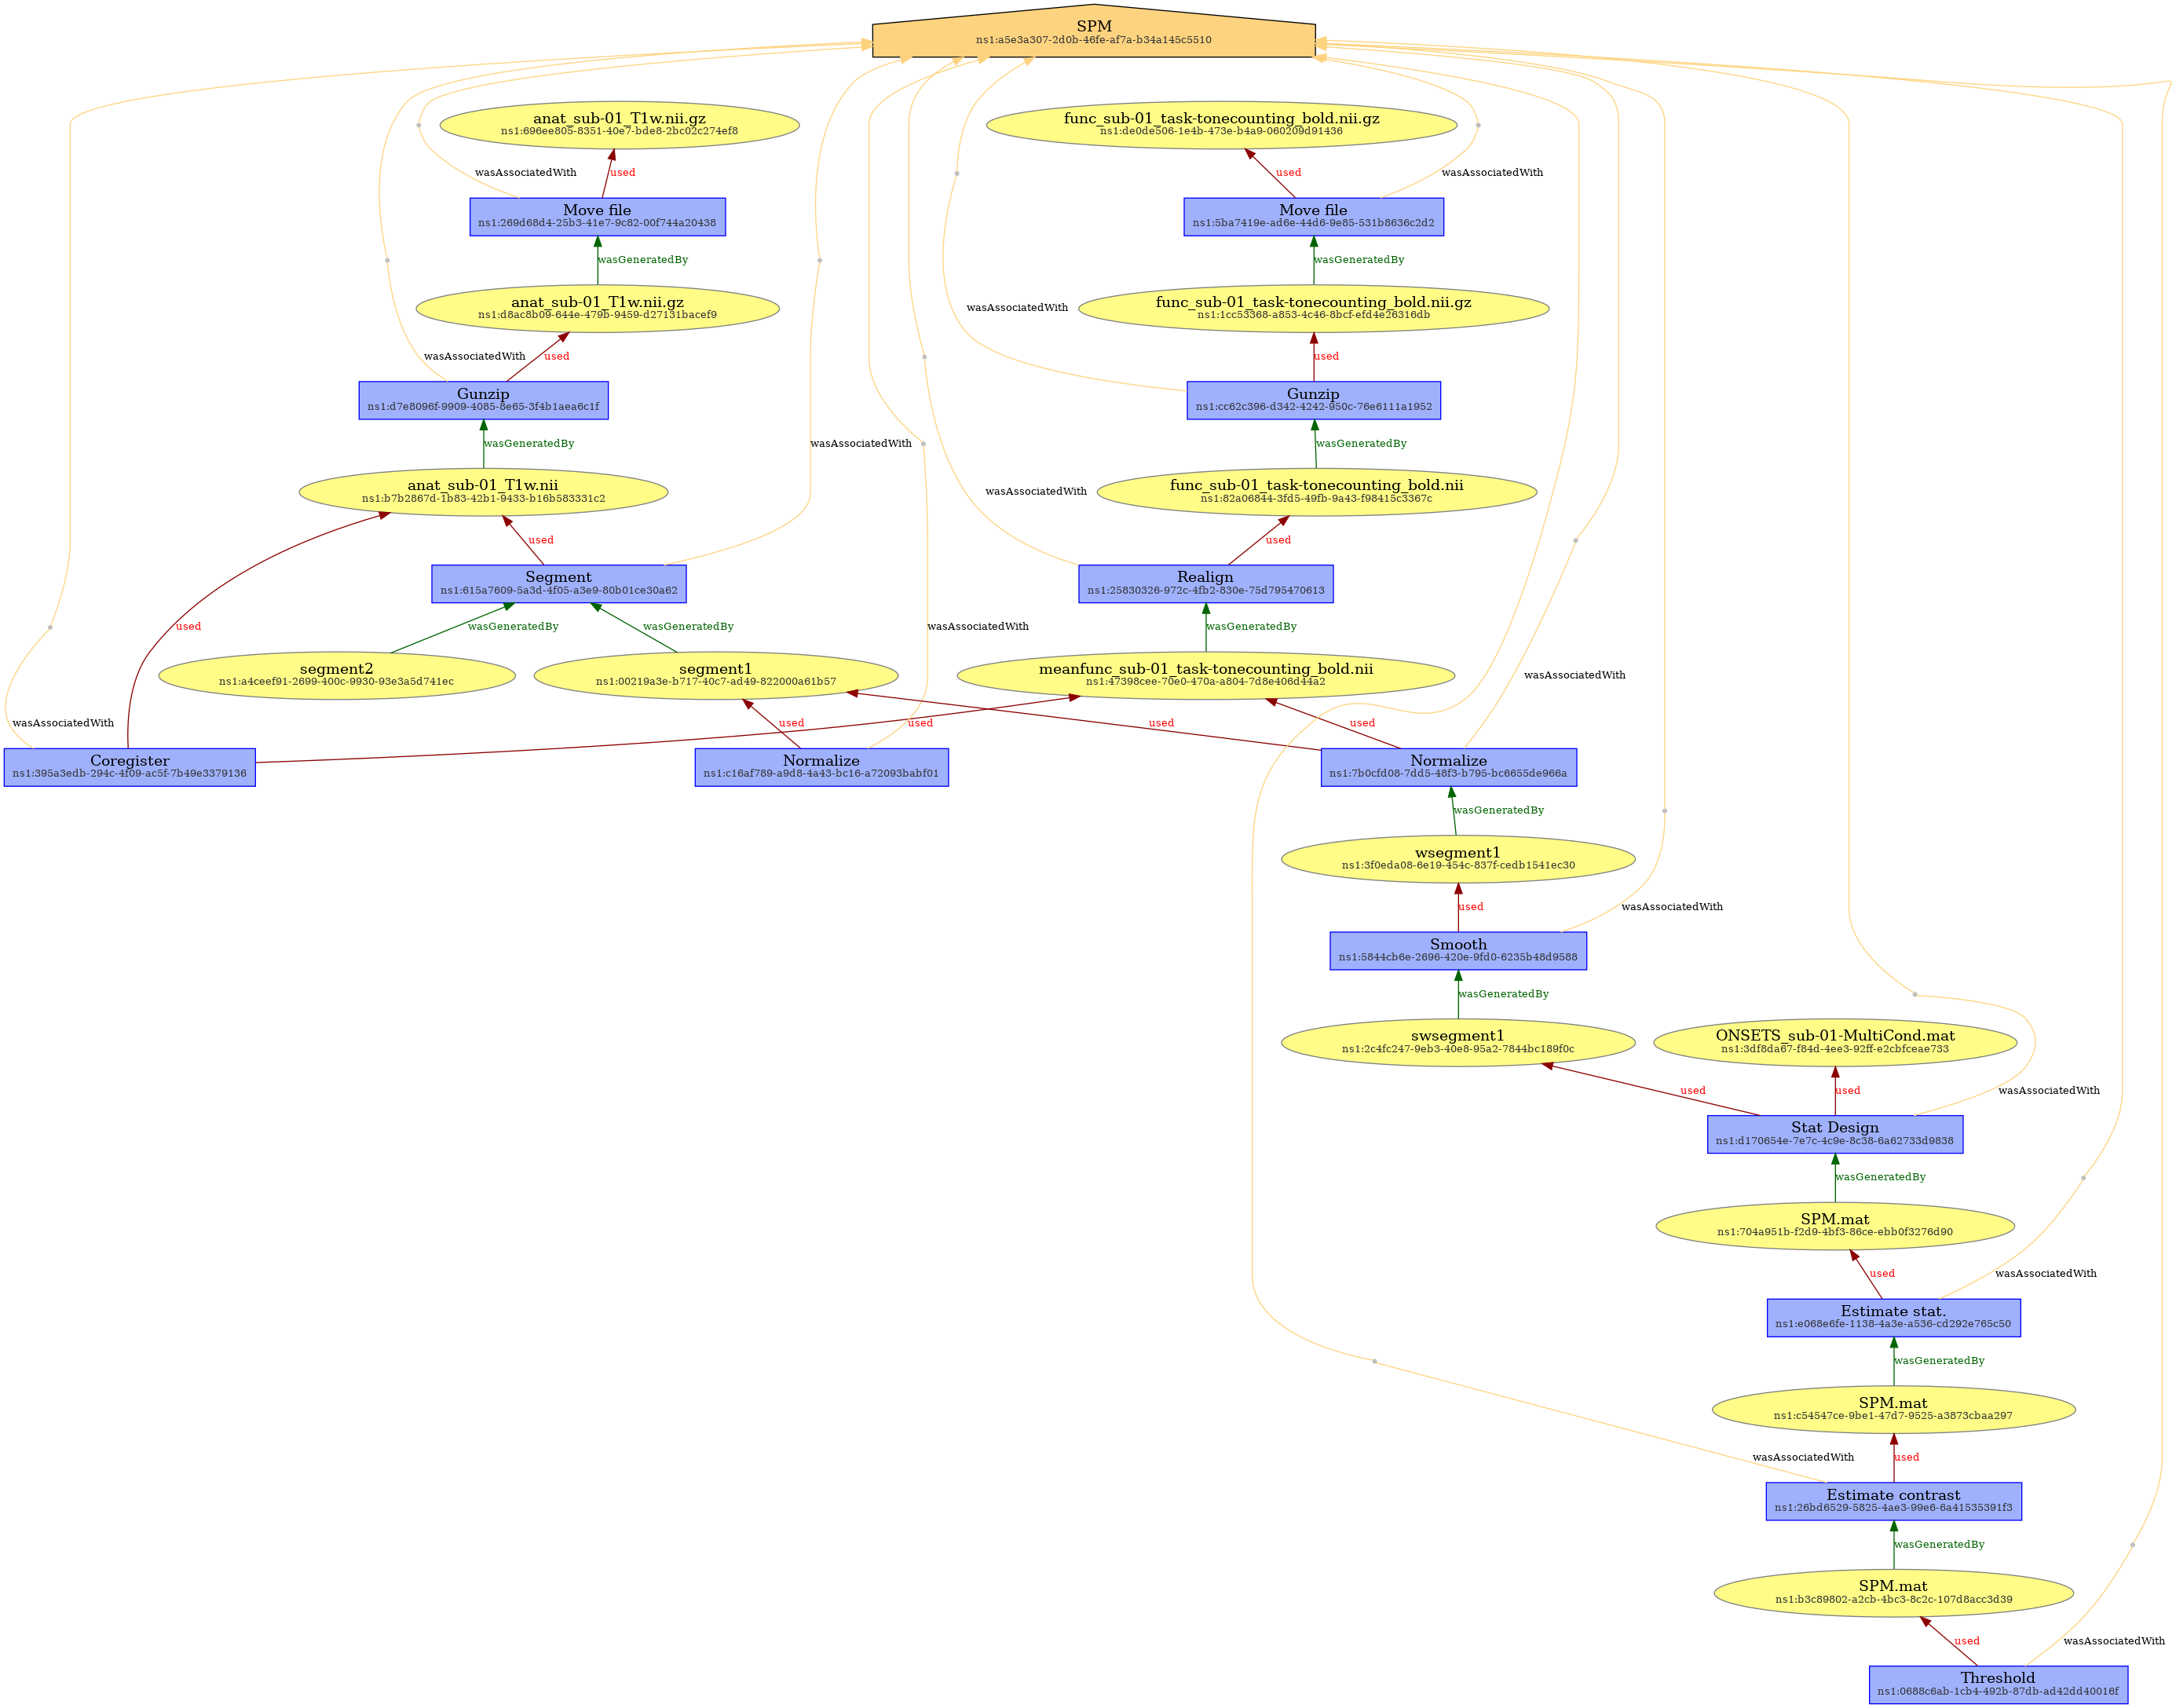 SPM
ns1:a5e3a307-2d0b-46fe-af7a-b34a145c5510
anat_sub-01_T1w.nii.gz
ns1:696ee805-8351-40e7-bde8-2bc02c274ef8
func_sub-01_task-tonecounting_bold.nii.gz
ns1:de0de506-1e4b-473e-b4a9-060209d91436
wasAssociatedWith
used
used
wasAssociatedWith
Move file
ns1:269d68d4-25b3-41e7-9c82-00f744a20438
Move file
ns1:5ba7419e-ad6e-44d6-9e85-531b8636c2d2
wasGeneratedBy
wasGeneratedBy
anat_sub-01_T1w.nii.gz
ns1:d8ac8b09-644e-479b-9459-d27131bacef9
func_sub-01_task-tonecounting_bold.nii.gz
ns1:1cc53368-a853-4c46-8bcf-efd4e26316db
wasAssociatedWith
wasAssociatedWith
used
used
Gunzip
ns1:d7e8096f-9909-4085-8e65-3f4b1aea6c1f
Gunzip
ns1:cc62c396-d342-4242-950c-76e6111a1952
wasGeneratedBy
wasAssociatedWith
wasGeneratedBy
anat_sub-01_T1w.nii
ns1:b7b2867d-1b83-42b1-9433-b16b583331c2
wasAssociatedWith
func_sub-01_task-tonecounting_bold.nii
ns1:82a06844-3fd5-49fb-9a43-f98415c3367c
used
used
Segment
ns1:615a7609-5a3d-4f05-a3e9-80b01ce30a62
Realign
ns1:25830326-972c-4fb2-830e-75d795470613
used
wasGeneratedBy
wasGeneratedBy
wasAssociatedWith
wasGeneratedBy
segment2
ns1:a4ceef91-2699-400c-9930-93e3a5d741ec
segment1
ns1:00219a3e-b717-40c7-ad49-822000a61b57
meanfunc_sub-01_task-tonecounting_bold.nii
ns1:47398cee-70e0-470a-a804-7d8e406d44a2
wasAssociatedWith
wasAssociatedWith
used
used
used
used
Coregister
ns1:395a3edb-294c-4f09-ac5f-7b49e3379136
Normalize
ns1:c16af789-a9d8-4a43-bc16-a72093babf01
Normalize
ns1:7b0cfd08-7dd5-48f3-b795-bc6655de966a
wasGeneratedBy
wsegment1
ns1:3f0eda08-6e19-454c-837f-cedb1541ec30
used
wasAssociatedWith
Smooth
ns1:5844cb6e-2696-420e-9fd0-6235b48d9588
wasGeneratedBy
swsegment1
ns1:2c4fc247-9eb3-40e8-95a2-7844bc189f0c
ONSETS_sub-01-MultiCond.mat
ns1:3df8da67-f84d-4ee3-92ff-e2cbfceae733
used
used
wasAssociatedWith
Stat Design
ns1:d170654e-7e7c-4c9e-8c38-6a62733d9838
wasGeneratedBy
SPM.mat
ns1:704a951b-f2d9-4bf3-86ce-ebb0f3276d90
used
wasAssociatedWith
Estimate stat.
ns1:e068e6fe-1138-4a3e-a536-cd292e765c50
wasGeneratedBy
SPM.mat
ns1:c54547ce-9be1-47d7-9525-a3873cbaa297
wasAssociatedWith
used
Estimate contrast
ns1:26bd6529-5825-4ae3-99e6-6a41535391f3
wasGeneratedBy
SPM.mat
ns1:b3c89802-a2cb-4bc3-8c2c-107d8acc3d39
used
wasAssociatedWith
Threshold
ns1:0688c6ab-1cb4-492b-87db-ad42dd40016f